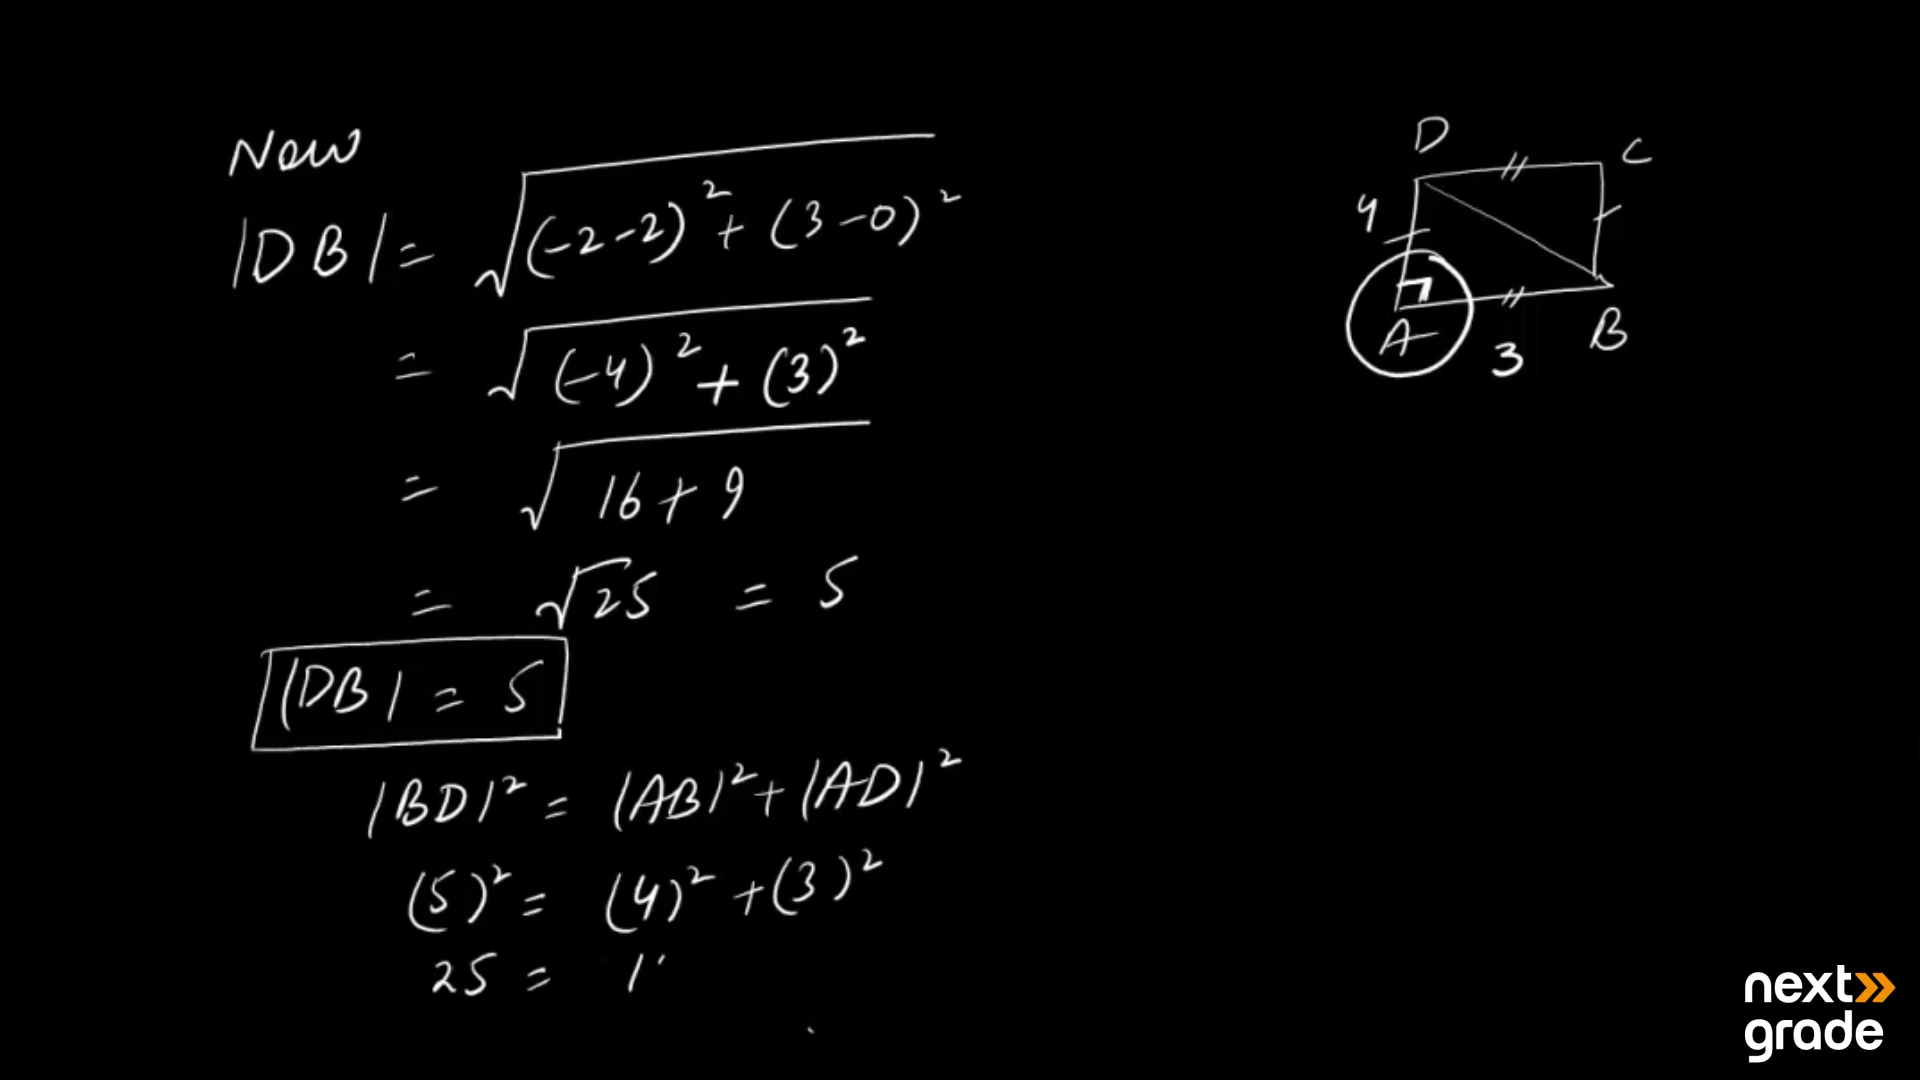 Now
|DB| = √(-2-2)² + (3-0)²
= √(-4)² + (3)²
= √16 + 9
= √25 = 5
|DB| = 5
|BD|² = |AB|² + |AD|²
(5)² = (4)² + (3)²
25 = 1
D
C
4
A
B
3
next
grade